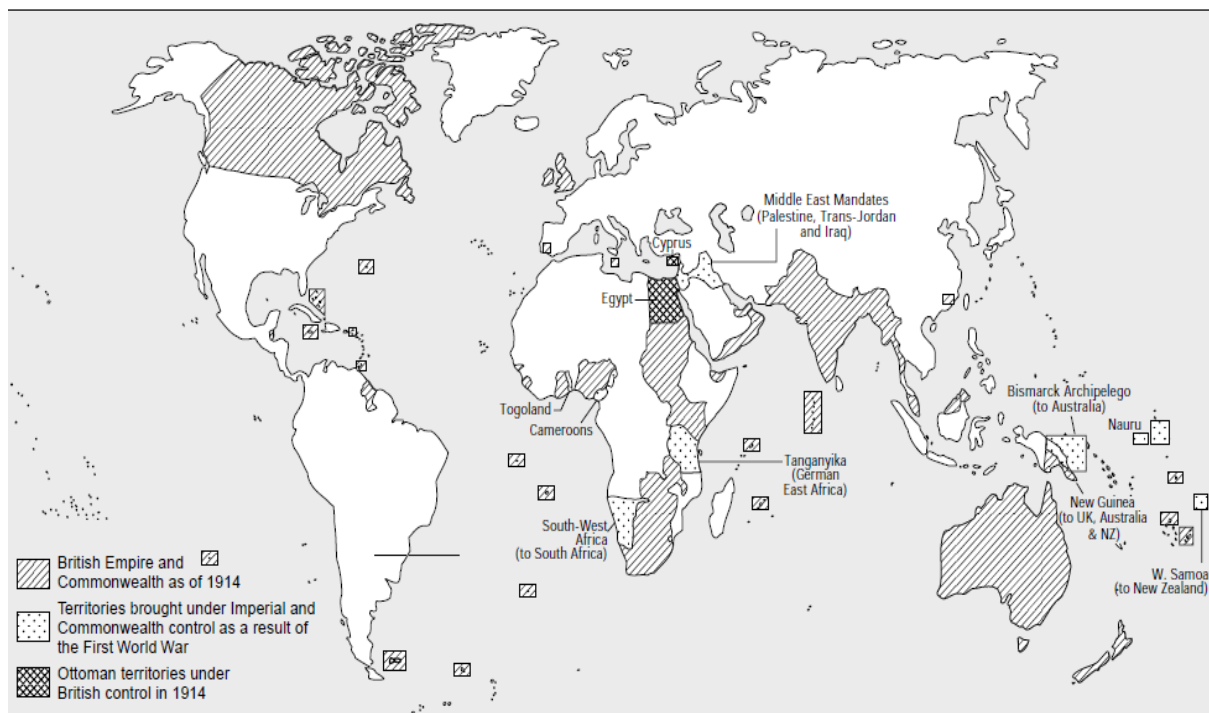 Middle East Mandates
(Palestine, Trans-Jordan
and Iraq)
Cyprus
Egypt
Togoland
Cameroons
Tanganyika
(German
East Africa)
South-West
Africa
(to South Africa)
Bismarck Archipelego
(to Australia)
Nauru
New Guinea
(to UK, Australia
& NZ)
W. Samoa
(to New Zealand)
British Empire and
Commonwealth as of 1914
Territories brought under Imperial and
Commonwealth control as a result of
the First World War
Ottoman territories under
British control in 1914